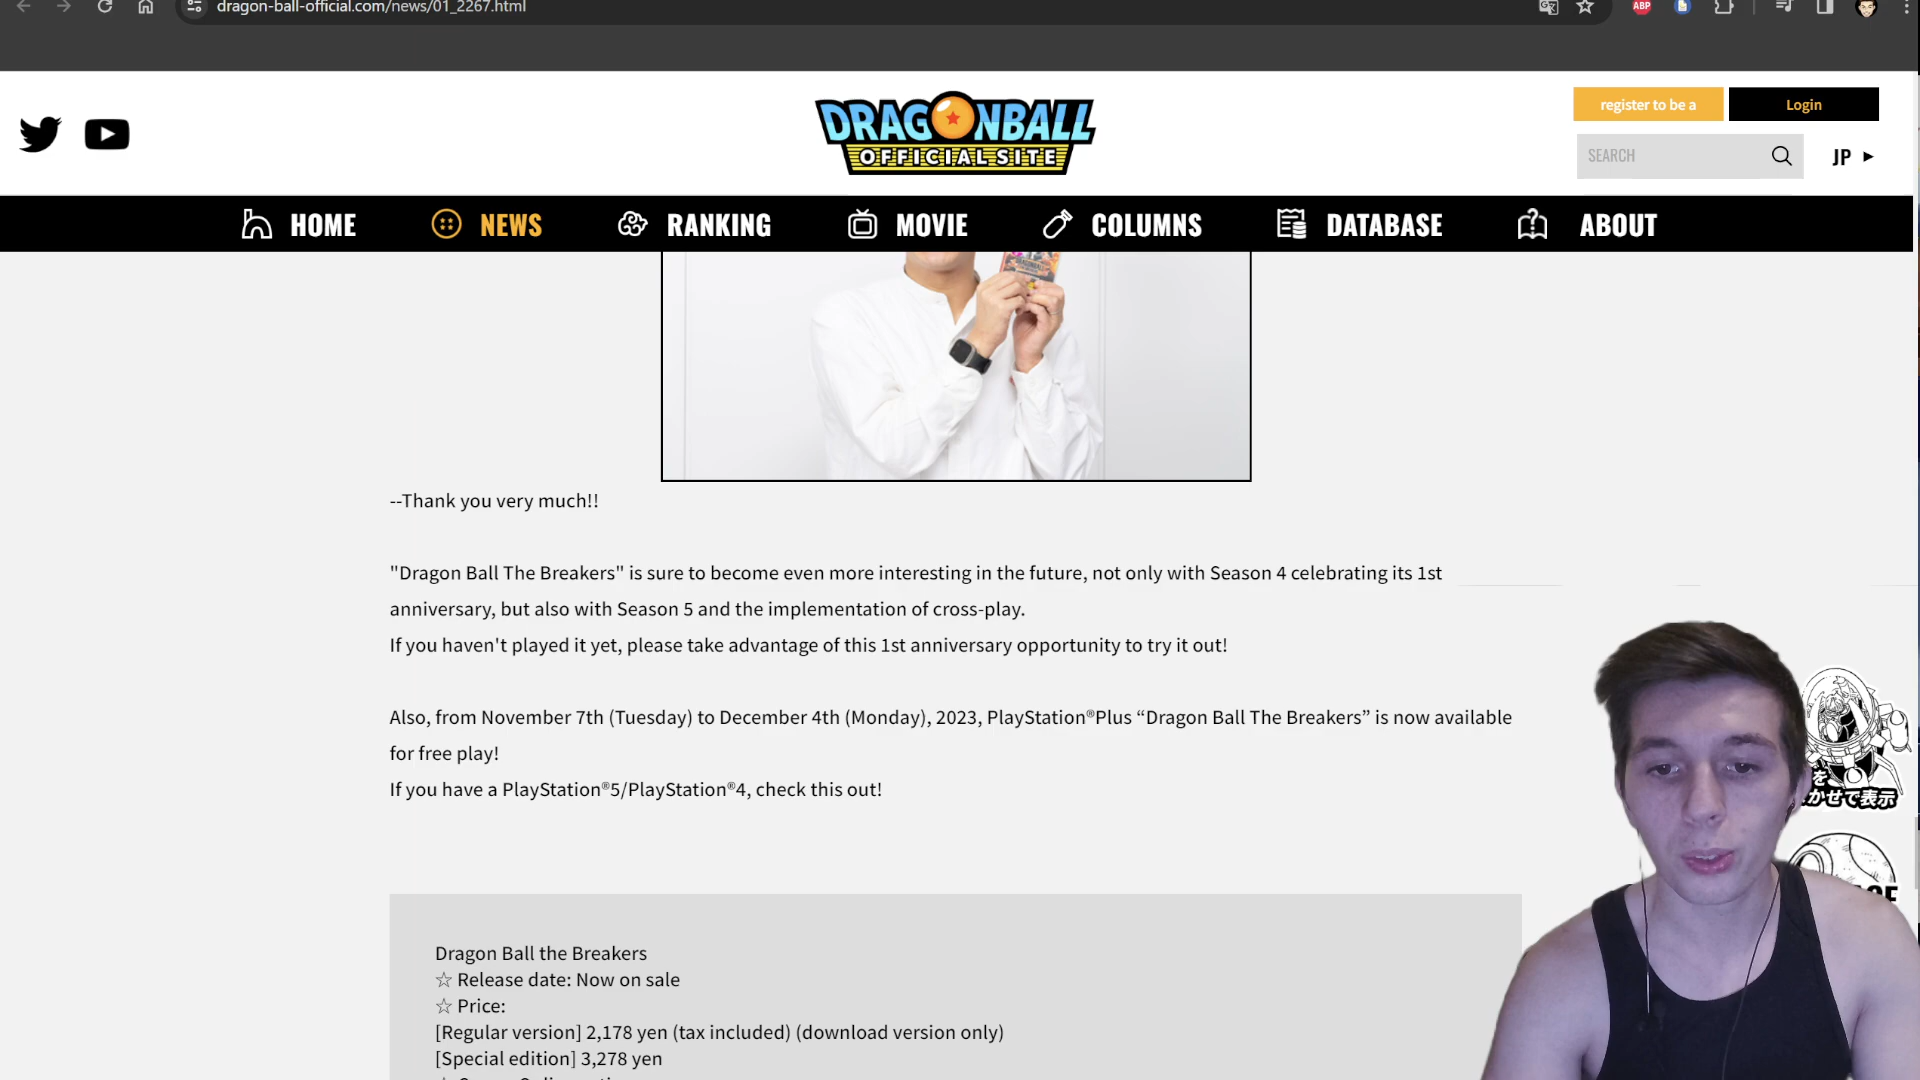 dragon-ball-official.com/news/01_2267.html
ABP
DRAGONBALL
OFFICIAL SITE
register to be a
Login
SEARCH
JP ►
HOME
NEWS
RANKING
MOVIE
COLUMNS
DATABASE
ABOUT
--Thank you very much!!
"Dragon Ball The Breakers" is sure to become even more interesting in the future, not only with Season 4 celebrating its 1st
anniversary, but also with Season 5 and the implementation of cross-play.
If you haven't played it yet, please take advantage of this 1st anniversary opportunity to try it out!
Also, from November 7th (Tuesday) to December 4th (Monday), 2023, PlayStation®Plus “Dragon Ball The Breakers” is now available
for free play!
If you have a PlayStation®5/PlayStation®4, check this out!
を
かせで表示
Dragon Ball the Breakers
☆ Release date: Now on sale
☆ Price:
[Regular version] 2,178 yen (tax included) (download version only)
[Special edition] 3,278 yen